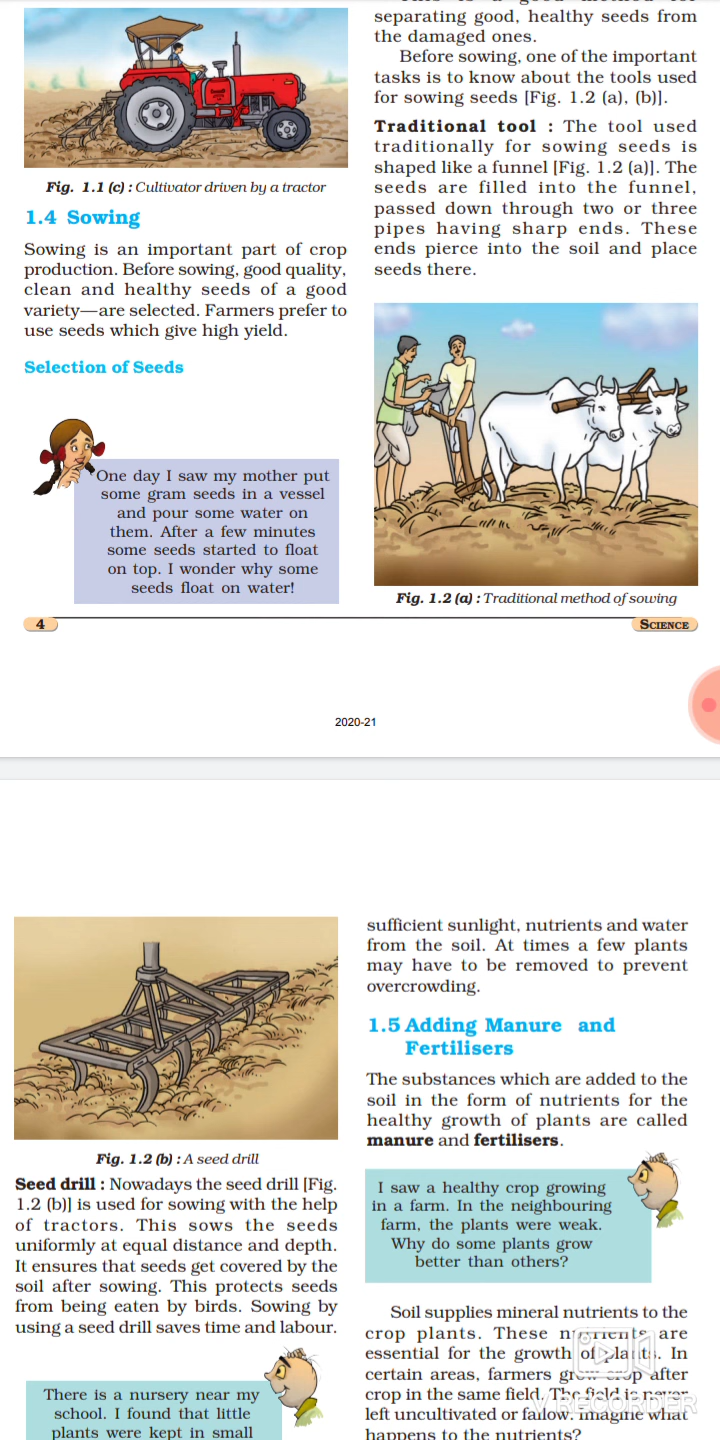 Fig. 1.1 (c) : Cultivator driven by a tractor
1.4 Sowing
Sowing is an important part of crop
production. Before sowing, good quality,
clean and healthy seeds of a good
variety—are selected. Farmers prefer to
use seeds which give high yield.
Selection of Seeds
One day I saw my mother put
some gram seeds in a vessel
and pour some water on
them. After a few minutes
some seeds started to float
on top. I wonder why some
seeds float on water!
separating good, healthy seeds from
the damaged ones.
Before sowing, one of the important
tasks is to know about the tools used
for sowing seeds [Fig. 1.2 (a), (b)].
Traditional tool : The tool used
traditionally for sowing seeds is
shaped like a funnel [Fig. 1.2 (a)]. The
seeds are filled into the funnel,
passed down through two or three
pipes having sharp ends. These
ends pierce into the soil and place
seeds there.
Fig. 1.2 (a) : Traditional method of sowing
4
SCIENCE
2020-21
Fig. 1.2 (b) : A seed drill
Seed drill : Nowadays the seed drill [Fig.
1.2 (b)] is used for sowing with the help
of tractors. This sows the seeds
uniformly at equal distance and depth.
It ensures that seeds get covered by the
soil after sowing. This protects seeds
from being eaten by birds. Sowing by
using a seed drill saves time and labour.
There is a nursery near my
school. I found that little
plants were kept in small
sufficient sunlight, nutrients and water
from the soil. At times a few plants
may have to be removed to prevent
overcrowding.
1.5 Adding Manure and
Fertilisers
The substances which are added to the
soil in the form of nutrients for the
healthy growth of plants are called
manure and fertilisers.
I saw a healthy crop growing
in a farm. In the neighbouring
farm, the plants were weak.
Why do some plants grow
better than others?
Soil supplies mineral nutrients to the
crop plants. These nutrients are
essential for the growth of plants. In
certain areas, farmers grow crop after
crop in the same field. The field is never
left uncultivated or fallow. Imagine what
happens to the nutrients?
V RECORDER